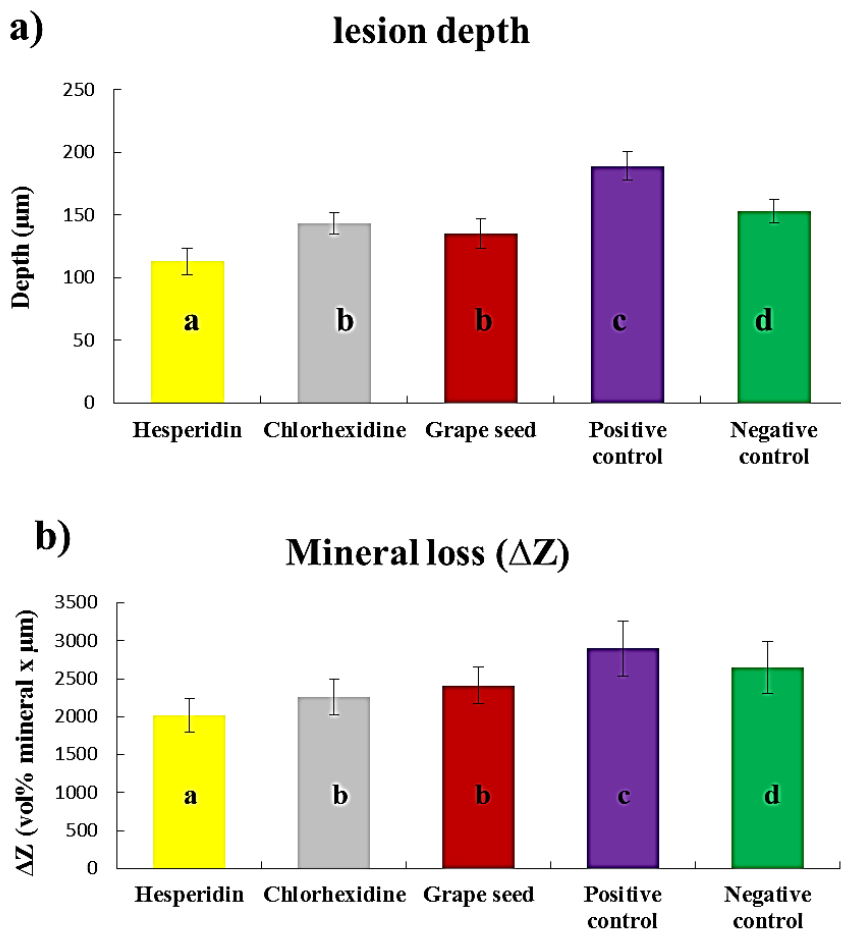 a)
lesion depth
250
200
150
100
50
0
Depth (µm)
a
b
b
c
d
Hesperidin
Chlorhexidine
Grape seed
Positive
control
Negative
control
b)
Mineral loss (ΔZ)
3500
3000
2500
2000
1500
1000
500
0
ΔZ (vol% mineral x µm)
a
b
b
c
d
Hesperidin
Chlorhexidine
Grape seed
Positive
control
Negative
control